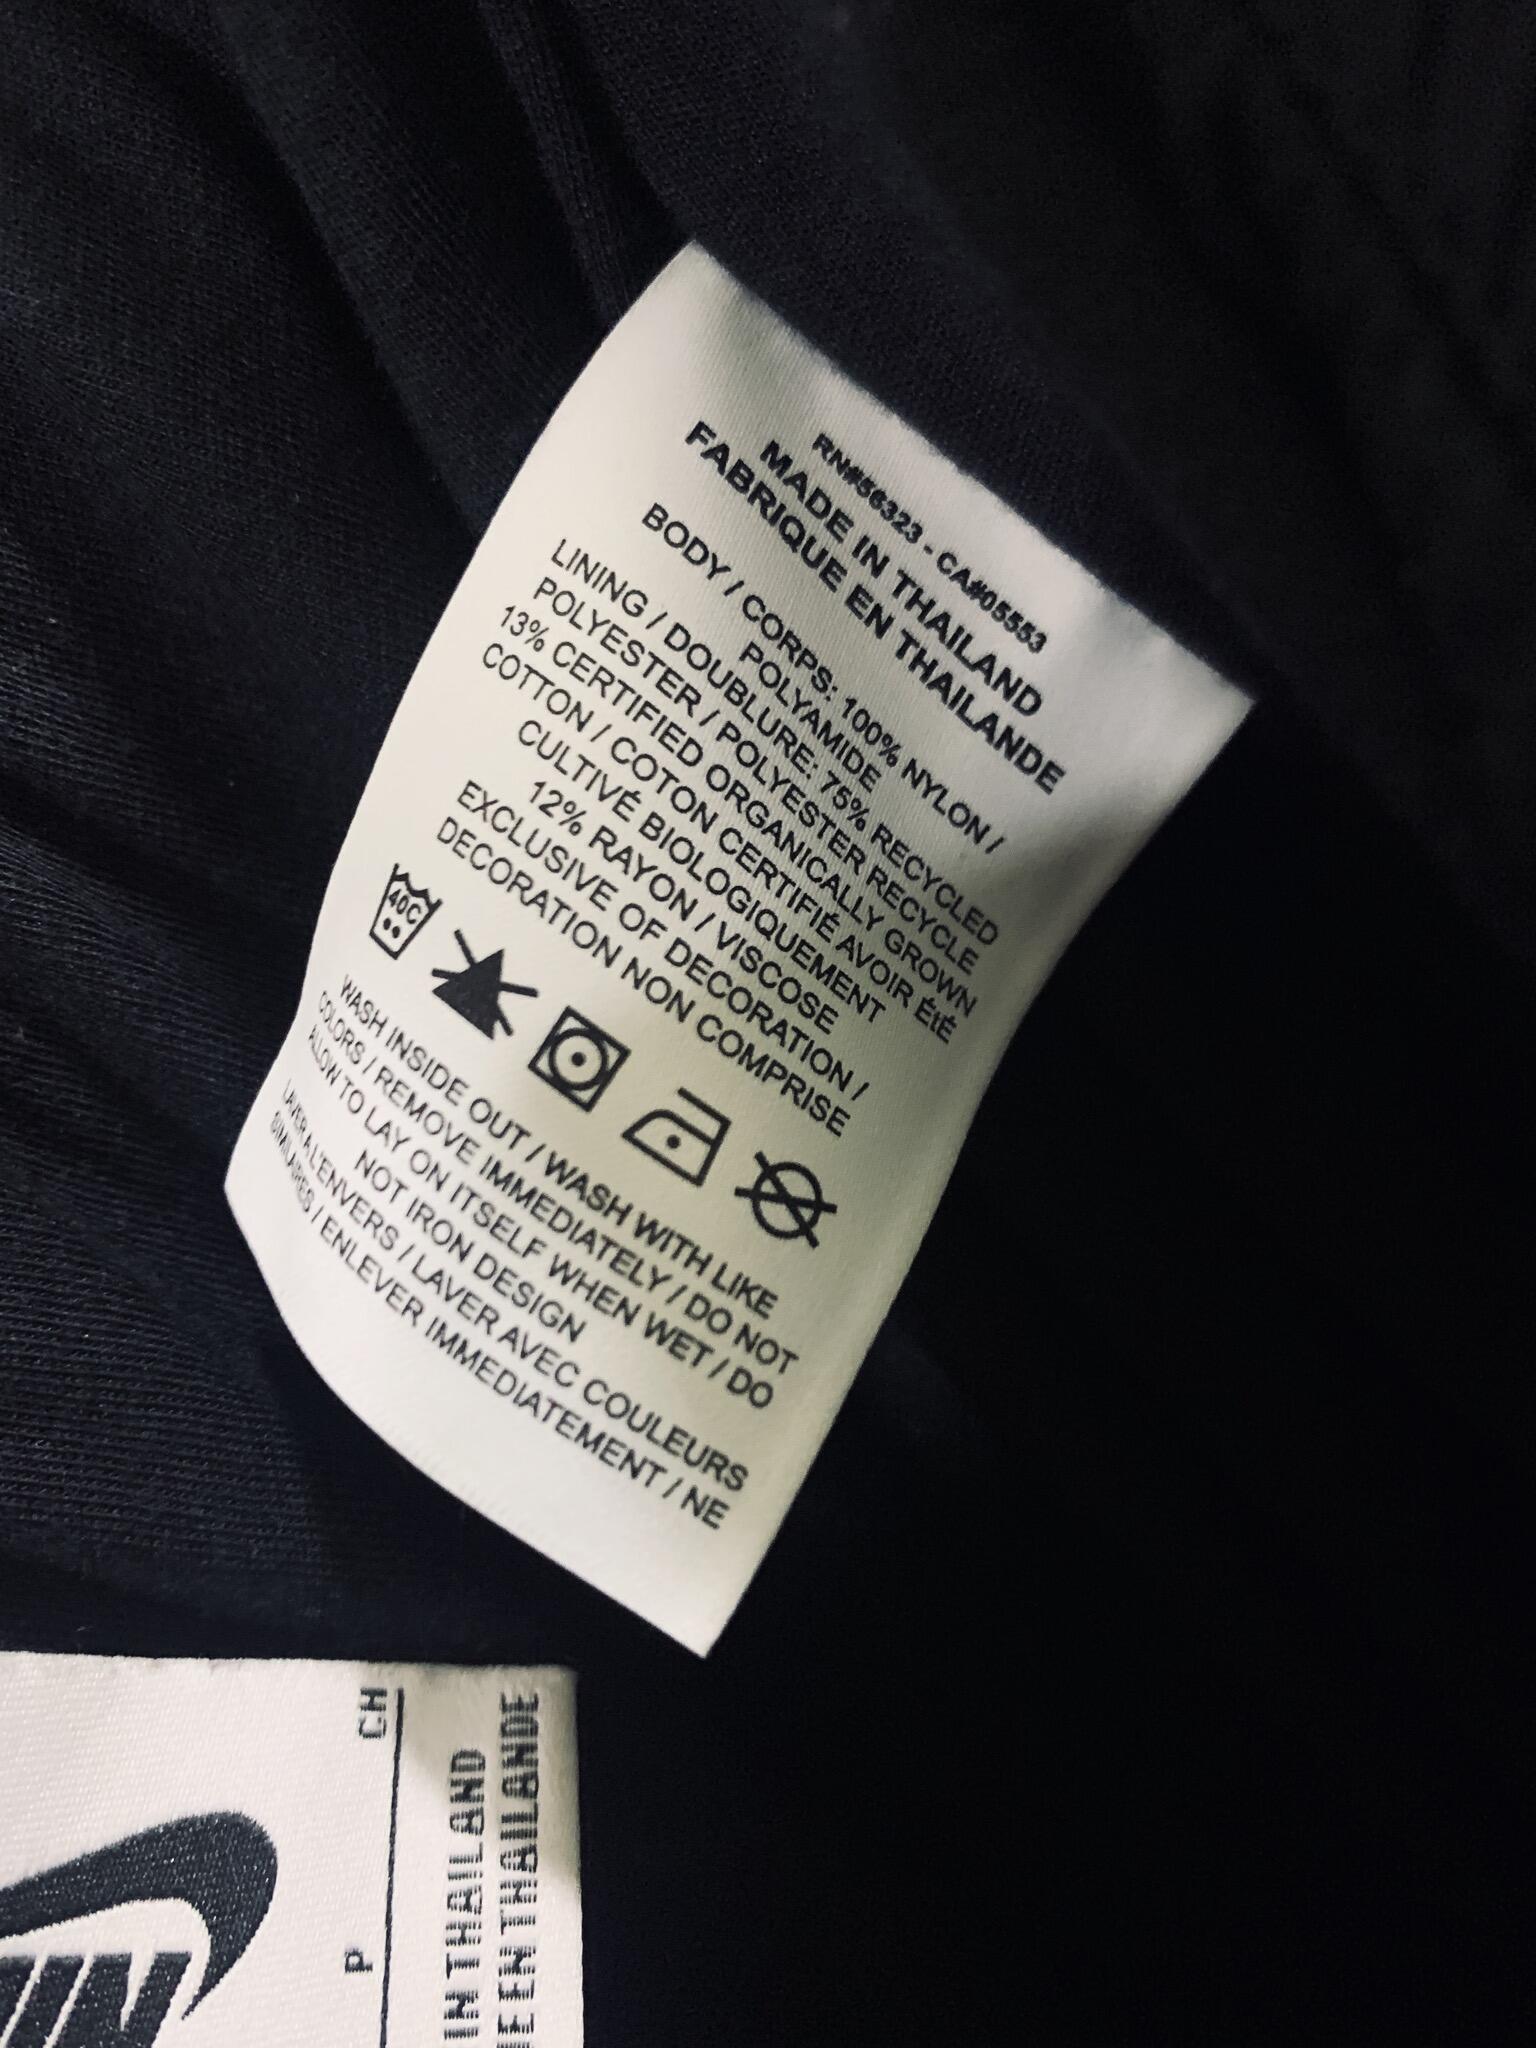 RN#56323 - CA#05553
MADE IN THAILAND
FABRIQUE EN THAILANDE
BODY / CORPS: 100% NYLON /
POLYAMIDE
LINING / DOUBLURE: 75% RECYCLED
POLYESTER / POLYESTER RECYCLE
13% CERTIFIED ORGANICALLY GROWN
COTTON / COTON CERTIFIÉ AVOIR ÉtÉ
CULTIVÉ BIOLOGIQUEMENT
12% RAYON / VISCOSE
EXCLUSIVE OF DECORATION /
DECORATION NON COMPRISE
40C
WASH INSIDE OUT / WASH WITH LIKE
COLORS / REMOVE IMMEDIATELY / DO NOT
ALLOW TO LAY ON ITSELF WHEN WET / DO
NOT IRON DESIGN
LAVER A L'ENVERS / LAVER AVEC COULEURS
SIMILAIRES / ENLEVER IMMEDIATEMENT / NE
CH
P
IN THAILAND
EN THAILANDE